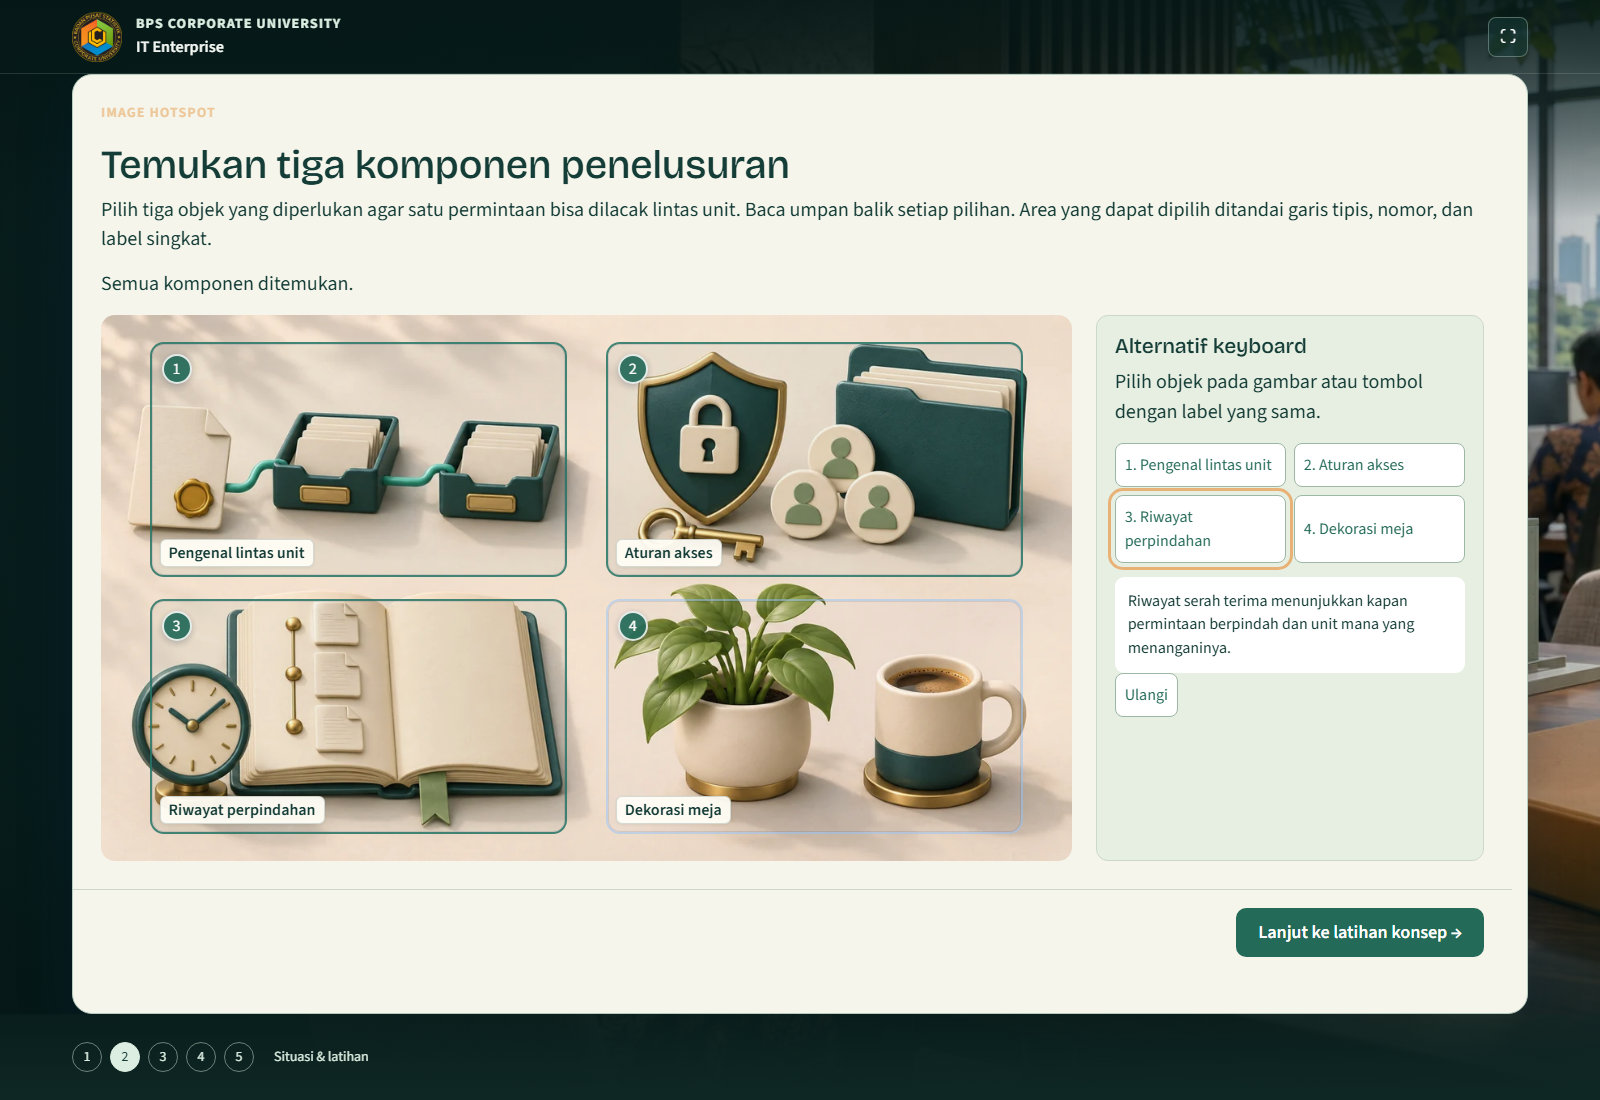 BPS CORPORATE UNIVERSITY
IT Enterprise
IMAGE HOTSPOT
Temukan tiga komponen penelusuran
Pilih tiga objek yang diperlukan agar satu permintaan bisa dilacak lintas unit. Baca umpan balik setiap pilihan. Area yang dapat dipilih ditandai garis tipis, nomor, dan
label singkat.
Semua komponen ditemukan.
1
Pengenal lintas unit
2
Aturan akses
3
Riwayat perpindahan
4
Dekorasi meja
Alternatif keyboard
Pilih objek pada gambar atau tombol
dengan label yang sama.
1. Pengenal lintas unit
2. Aturan akses
3. Riwayat
perpindahan
4. Dekorasi meja
Riwayat serah terima menunjukkan kapan
permintaan berpindah dan unit mana yang
menanganinya.
Ulangi
Lanjut ke latihan konsep →
1 2 3 4 5 Situasi & latihan